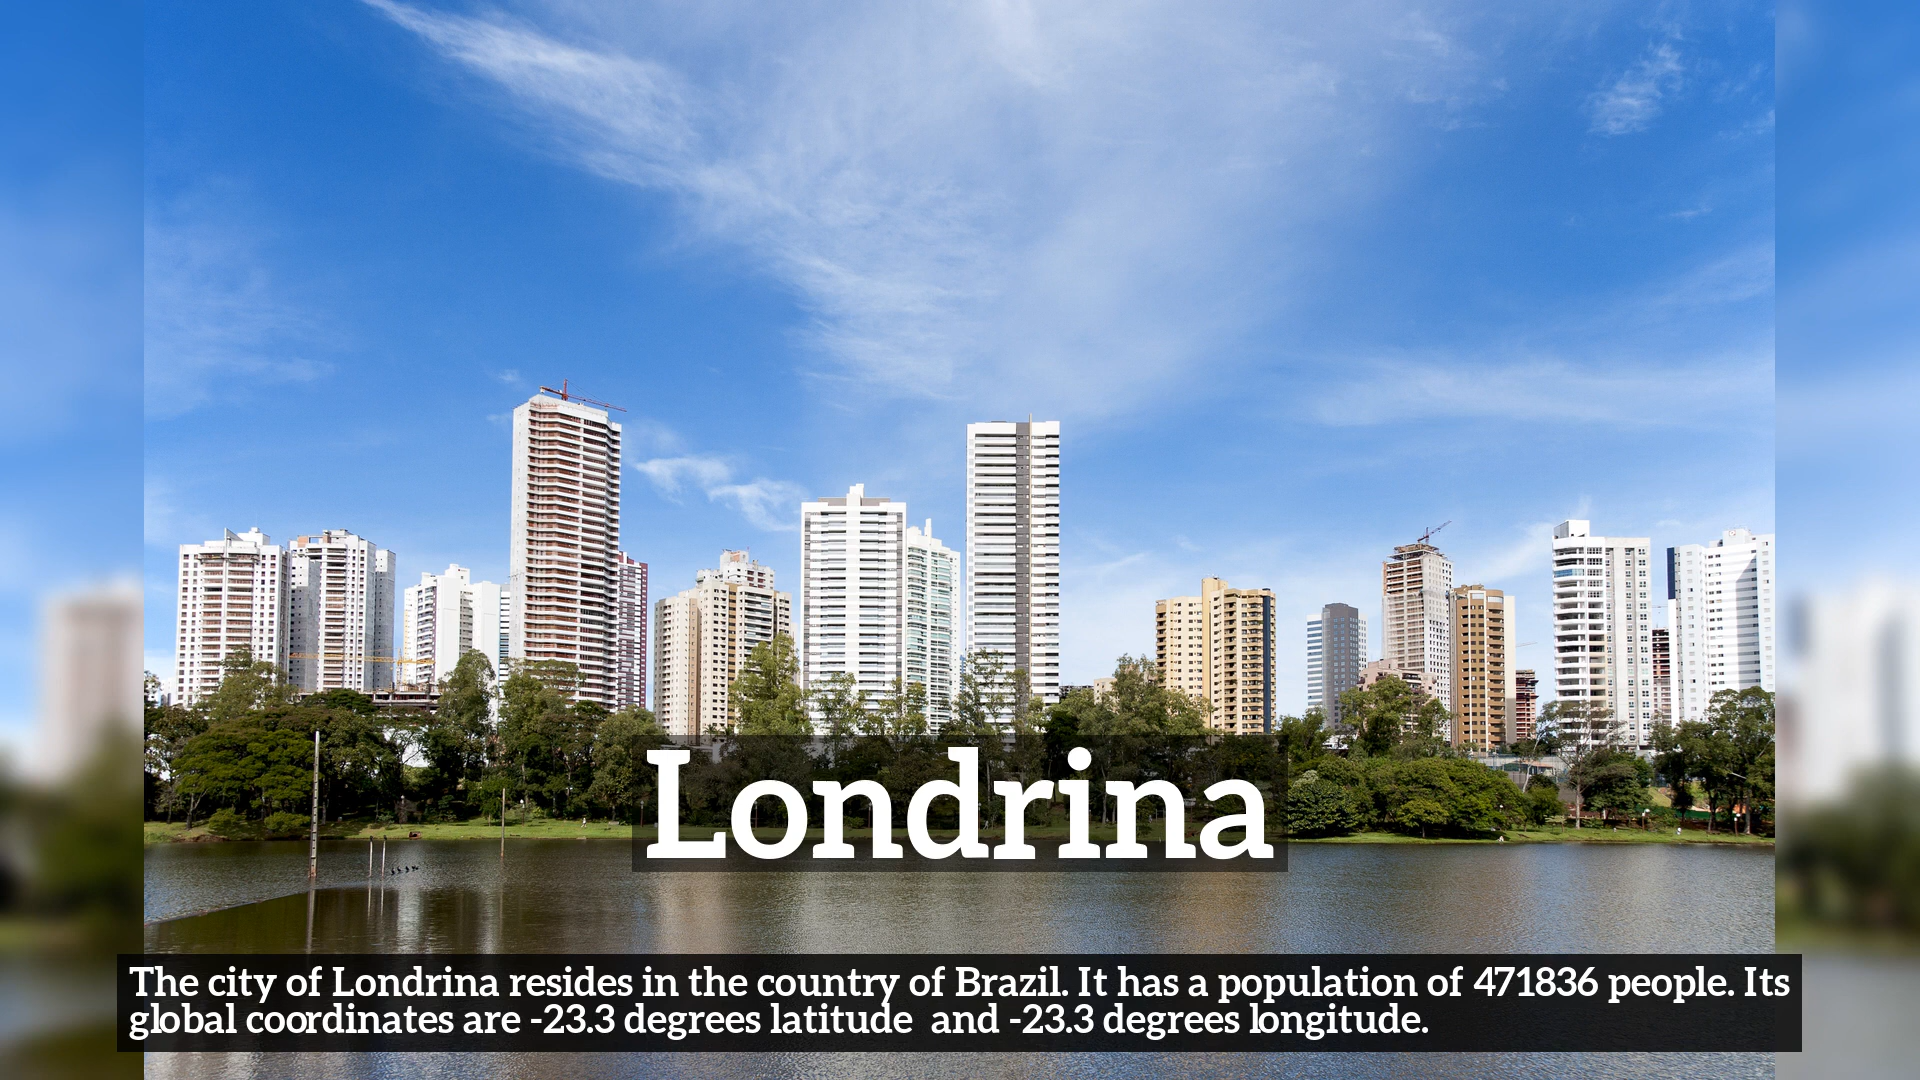 Londrina
The city of Londrina resides in the country of Brazil. It has a population of 471836 people. Its
global coordinates are -23.3 degrees latitude  and -23.3 degrees longitude.